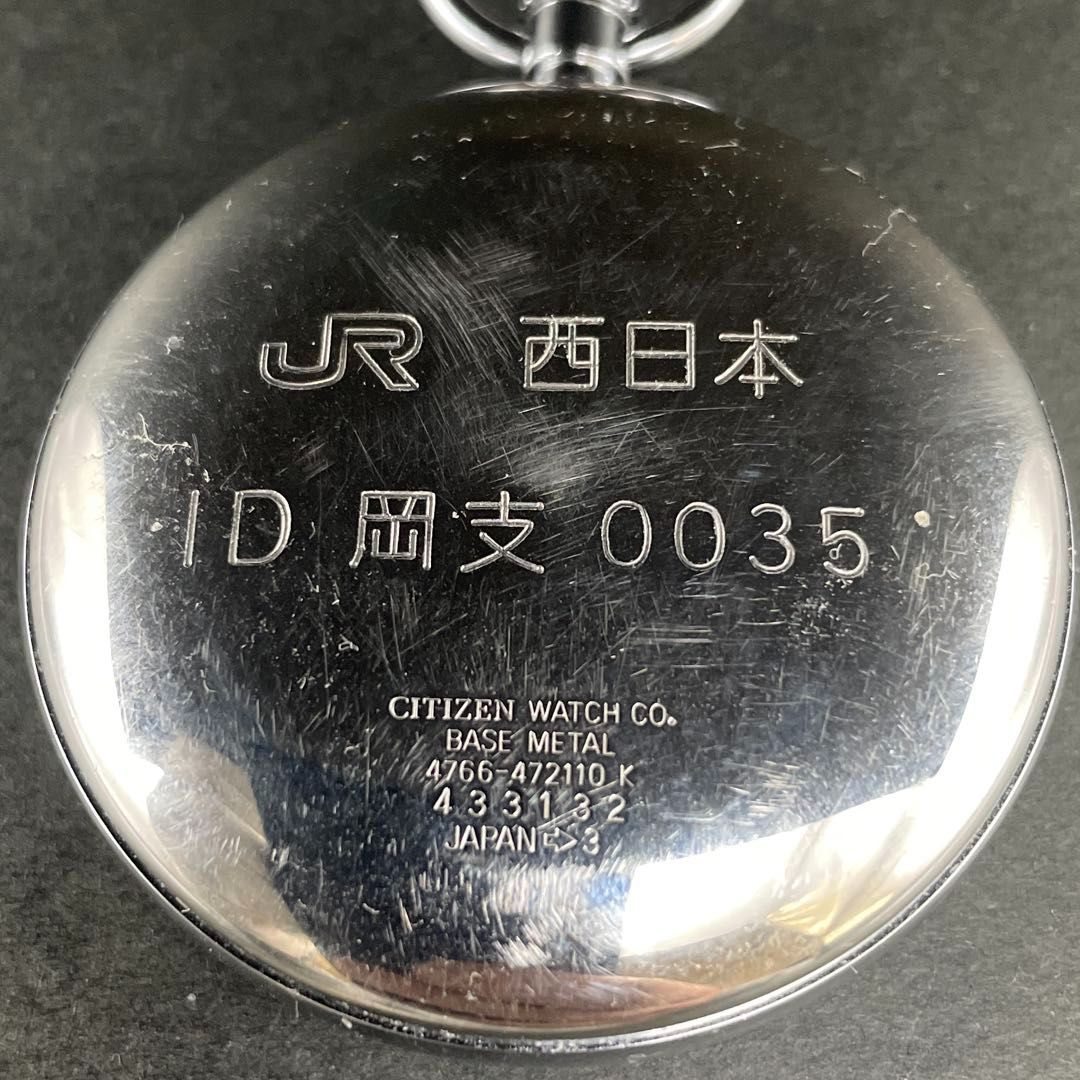 JR 西日本
ID 岡支 0035
CITIZEN WATCH CO.
BASE METAL
4766-472110 K
433132
JAPAN 3